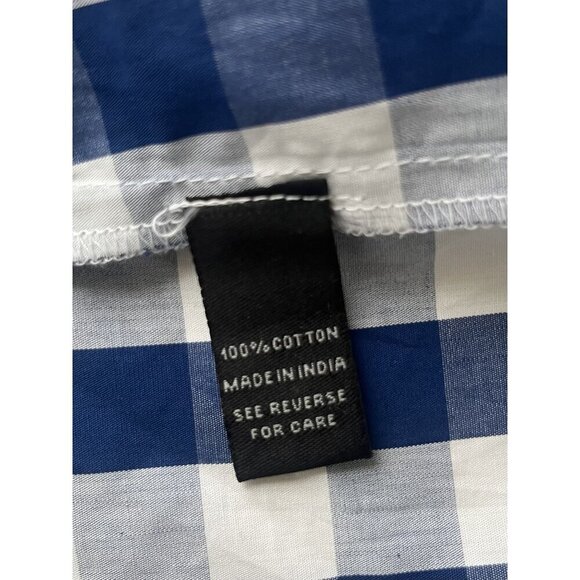 100% COTTON
MADE IN INDIA
SEE REVERSE
FOR CARE